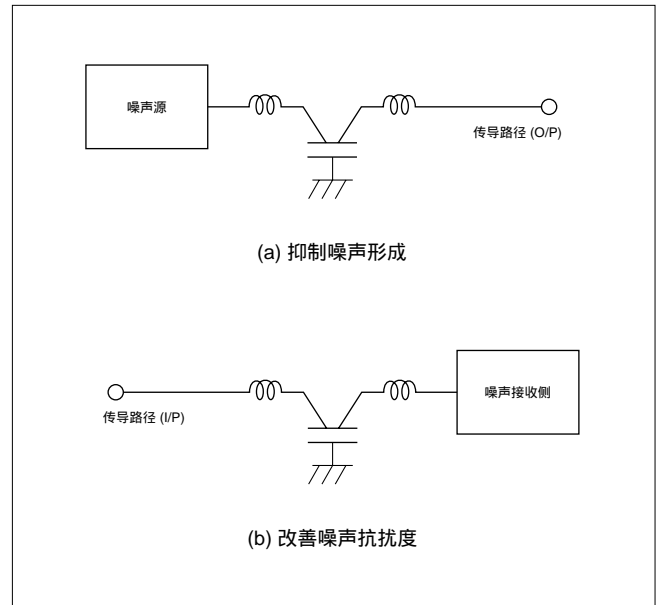 噪声源
传导路径 (O/P)
(a) 抑制噪声形成
传导路径 (I/P)
噪声接收侧
(b) 改善噪声抗扰度